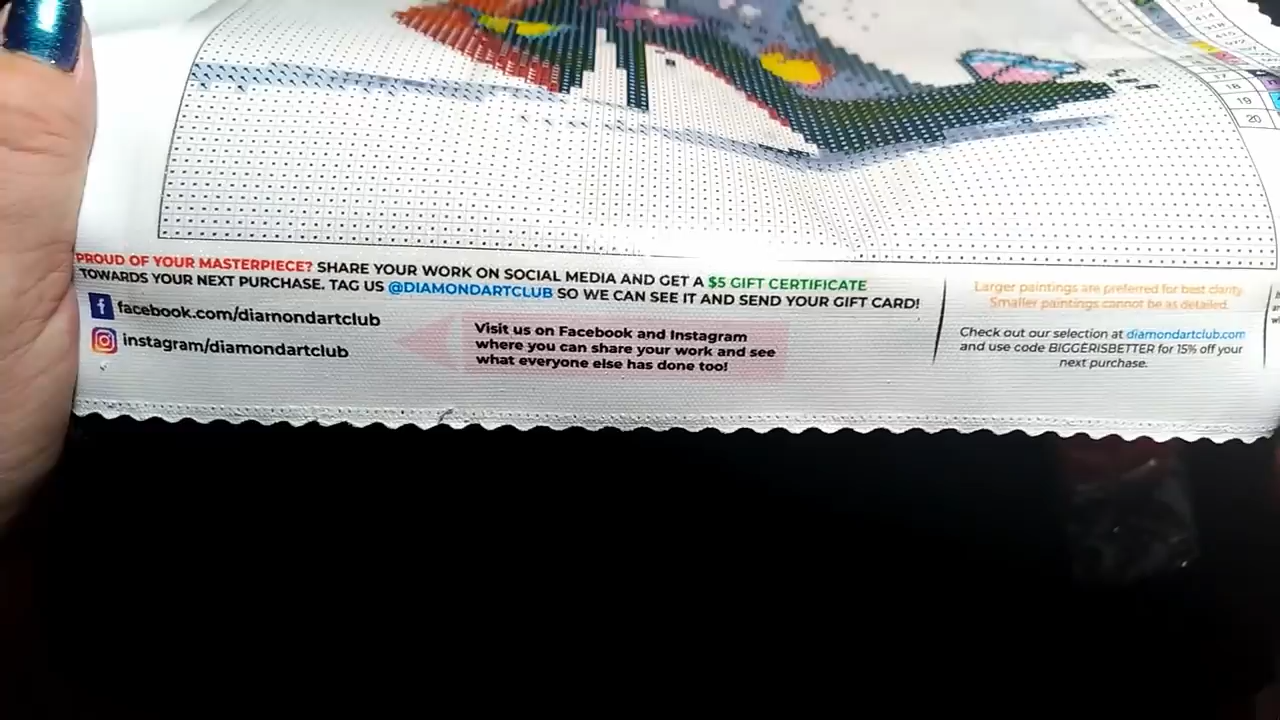 17
18
19
20
PROUD OF YOUR MASTERPIECE? SHARE YOUR WORK ON SOCIAL MEDIA AND GET A $5 GIFT CERTIFICATE
TOWARDS YOUR NEXT PURCHASE. TAG US @DIAMONDARTCLUB SO WE CAN SEE IT AND SEND YOUR GIFT CARD!
facebook.com/diamondartclub
instagram/diamondartclub
Visit us on Facebook and Instagram
where you can share your work and see
what everyone else has done too!
Larger paintings are preferred for best clarity.
Smaller paintings cannot be as detailed.
Check out our selection at diamondartclub.com
and use code BIGGERISBETTER for 15% off your
next purchase.